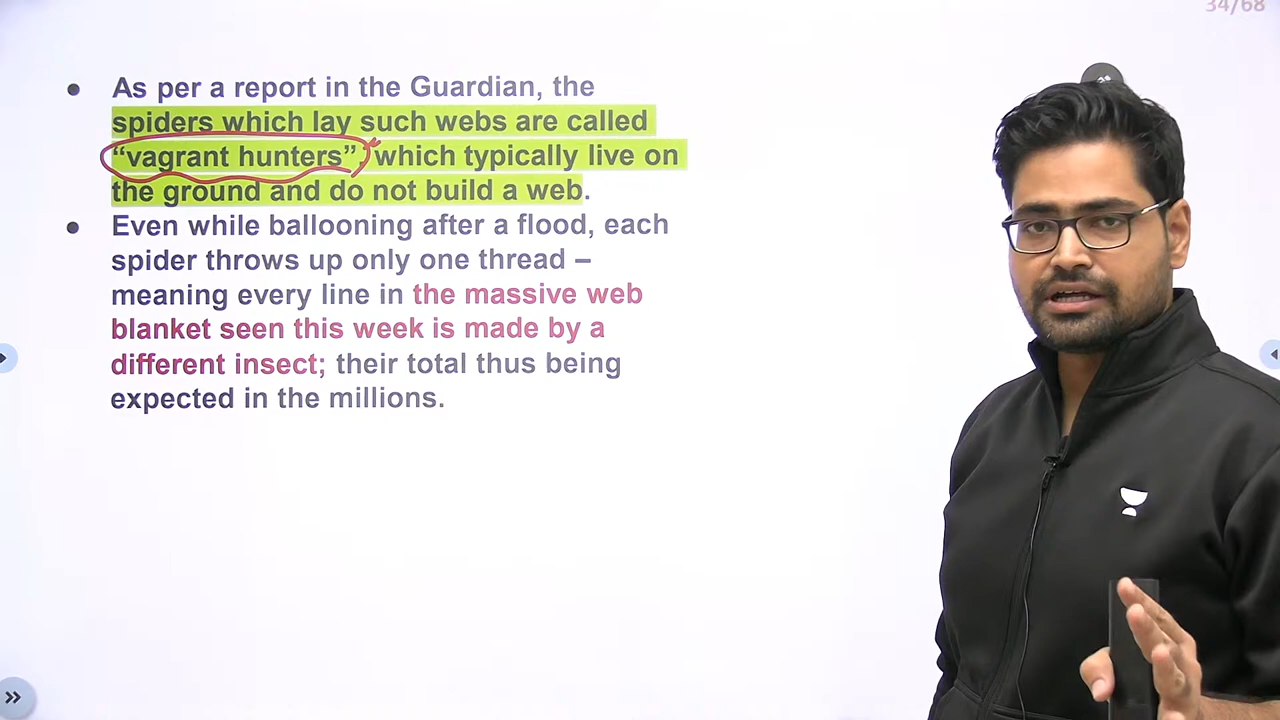 34/68
• As per a report in the Guardian, the
spiders which lay such webs are called
“vagrant hunters”, which typically live on
the ground and do not build a web.
• Even while ballooning after a flood, each
spider throws up only one thread –
meaning every line in the massive web
blanket seen this week is made by a
different insect; their total thus being
expected in the millions.